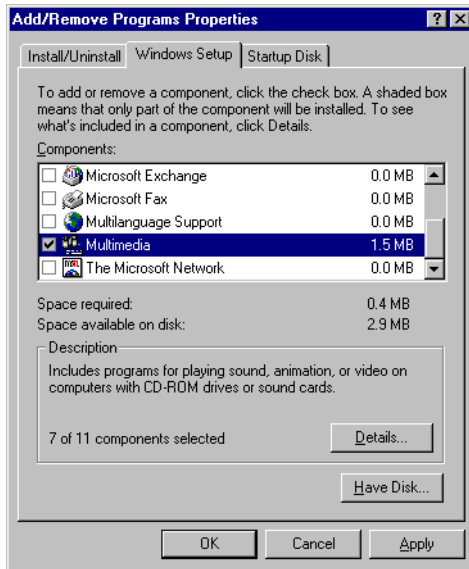 Add/Remove Programs Properties
Install/Uninstall Windows Setup Startup Disk
To add or remove a component, click the check box. A shaded box
means that only part of the component will be installed. To see
what's included in a component, click Details.
Components:
Microsoft Exchange 0.0 MB
Microsoft Fax 0.0 MB
Multilanguage Support 0.0 MB
Multimedia 1.5 MB
The Microsoft Network 0.0 MB
Space required: 0.4 MB
Space available on disk: 2.9 MB
Description
Includes programs for playing sound, animation, or video on
computers with CD-ROM drives or sound cards.
7 of 11 components selected Details...
Have Disk...
OK Cancel Apply